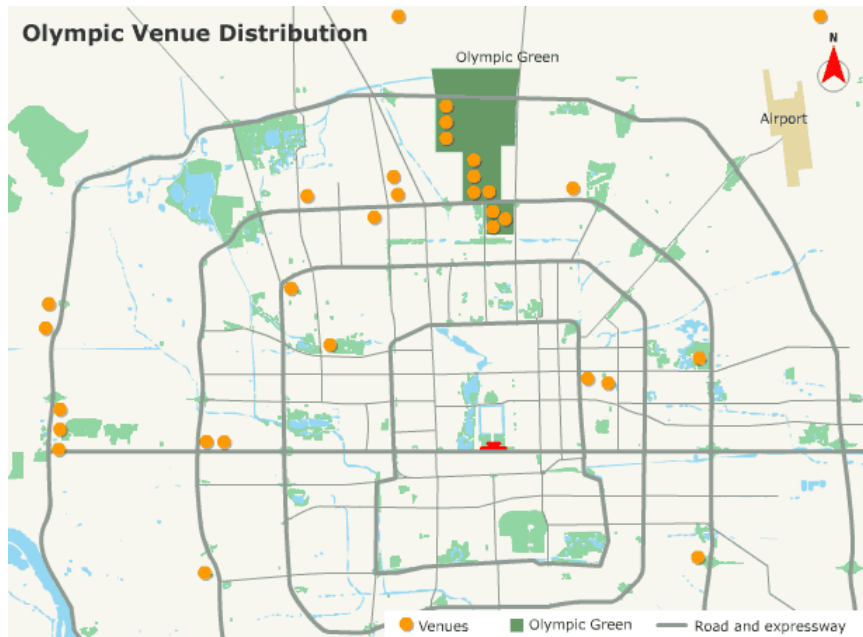 Olympic Venue Distribution
Olympic Green
N
Airport
Venues
Olympic Green
Road and expressway